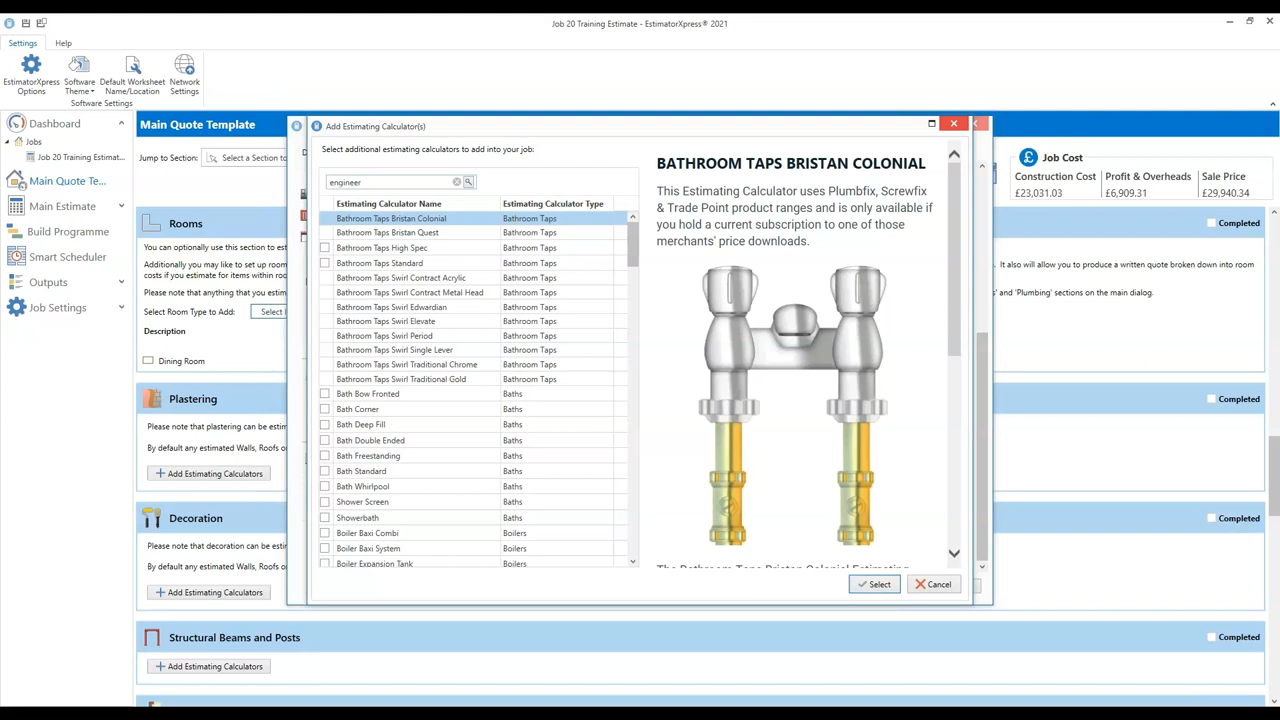 Job 20 Training Estimate - EstimatorXpress® 2021
Settings
Help
EstimatorXpress Options
Software Theme
Default Worksheet Name/Location
Network Settings
Software Settings
Dashboard
Jobs
Job 20 Training Estimat...
Main Quote Te...
Main Estimate
Build Programme
Smart Scheduler
Outputs
Job Settings
Main Quote Template
Jump to Section:
Select a Section to
Job Cost
Construction Cost
Profit & Overheads
Sale Price
£23,031.03
£6,909.31
£29,940.34
Rooms
Completed
You can optionally use this section to
Additionally you may like to set up room
costs if you estimate for items within ro
. It also will allow you to produce a written quote broken down into room
Please note that anything that you estim
s' and 'Plumbing' sections on the main dialog.
Select Room Type to Add:
Select
Description
Dining Room
Plastering
Completed
Please note that plastering can be estim
By default any estimated Walls, Roofs o
Add Estimating Calculators
Decoration
Completed
Please note that decoration can be esti
By default any estimated Walls, Roofs o
Add Estimating Calculators
Structural Beams and Posts
Completed
Add Estimating Calculators
Add Estimating Calculator(s)
Select additional estimating calculators to add into your job:
engineer
Estimating Calculator Name Estimating Calculator Type
Bathroom Taps Bristan Colonial Bathroom Taps
Bathroom Taps Bristan Quest Bathroom Taps
Bathroom Taps High Spec Bathroom Taps
Bathroom Taps Standard Bathroom Taps
Bathroom Taps Swirl Contract Acrylic Bathroom Taps
Bathroom Taps Swirl Contract Metal Head Bathroom Taps
Bathroom Taps Swirl Edwardian Bathroom Taps
Bathroom Taps Swirl Elevate Bathroom Taps
Bathroom Taps Swirl Period Bathroom Taps
Bathroom Taps Swirl Single Lever Bathroom Taps
Bathroom Taps Swirl Traditional Chrome Bathroom Taps
Bathroom Taps Swirl Traditional Gold Bathroom Taps
Bath Bow Fronted Baths
Bath Corner Baths
Bath Deep Fill Baths
Bath Double Ended Baths
Bath Freestanding Baths
Bath Standard Baths
Bath Whirlpool Baths
Shower Screen Baths
Showerbath Baths
Boiler Baxi Combi Boilers
Boiler Baxi System Boilers
Boiler Expansion Tank Boilers
BATHROOM TAPS BRISTAN COLONIAL
This Estimating Calculator uses Plumbfix, Screwfix
& Trade Point product ranges and is only available if
you hold a current subscription to one of those
merchants' price downloads.
The Bathroom Taps Bristan Colonial Estimating
Select
Cancel